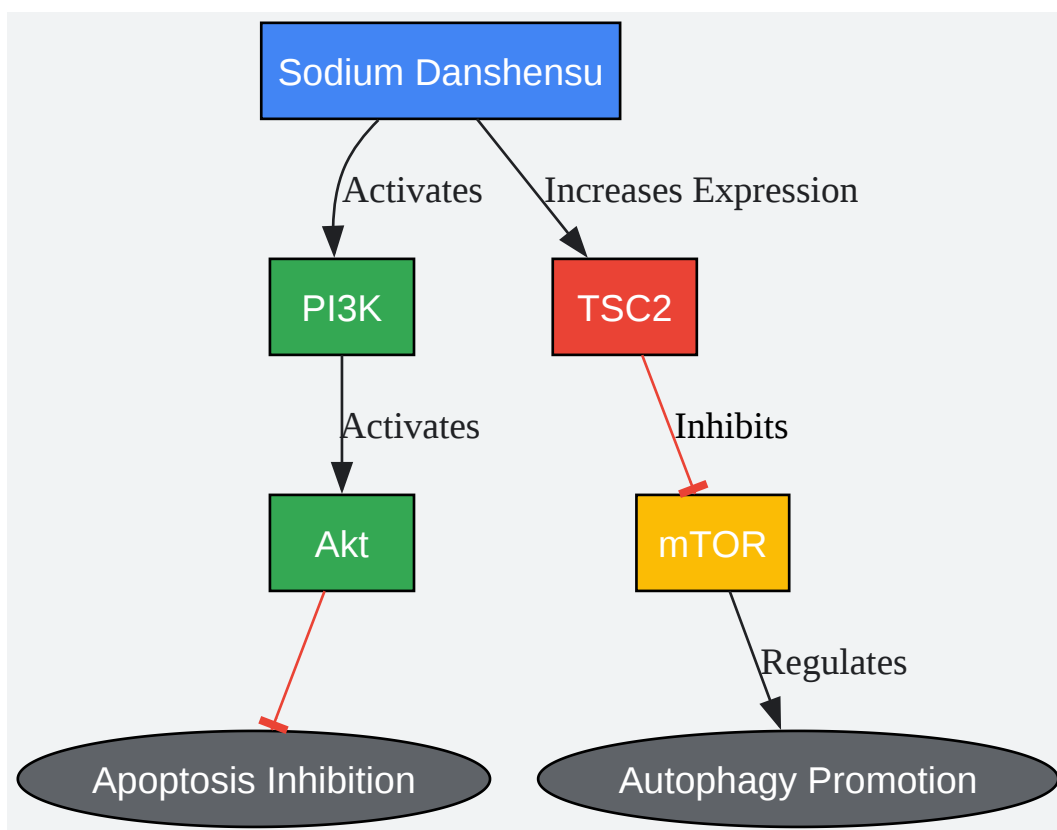 Sodium Danshensu
Activates
Increases Expression
PI3K
TSC2
Activates
Inhibits
Akt
mTOR
Regulates
Apoptosis Inhibition
Autophagy Promotion